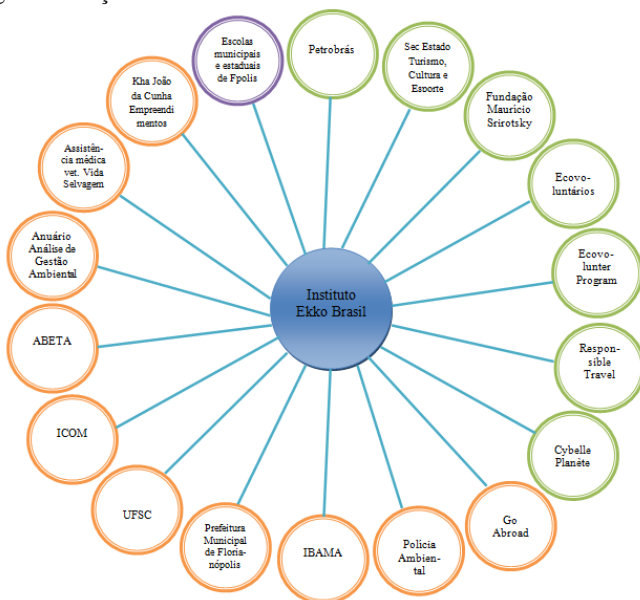 Escolas
municipais
e estaduais
de Fpolis
Petrobrás
Sec Estado
Turismo,
Cultura e
Esporte
Fundação
Mauricio
Srirotsky
Ecovo-
luntários
Ecovo-
lunter
Program
Respon-
sible
Travel
Cybelle
Planète
Go
Abroad
Policia
Ambien-
tal
IBAMA
Prefeitura
Municipal
de Floria-
nópolis
UFSC
ICOM
ABETA
Anuário
Análise de
Gestão
Ambiental
Assistên-
cia médica
vet. Vida
Selvagem
Kha João
da Cunha
Empreendi
mentos
Instituto
Ekko Brasil